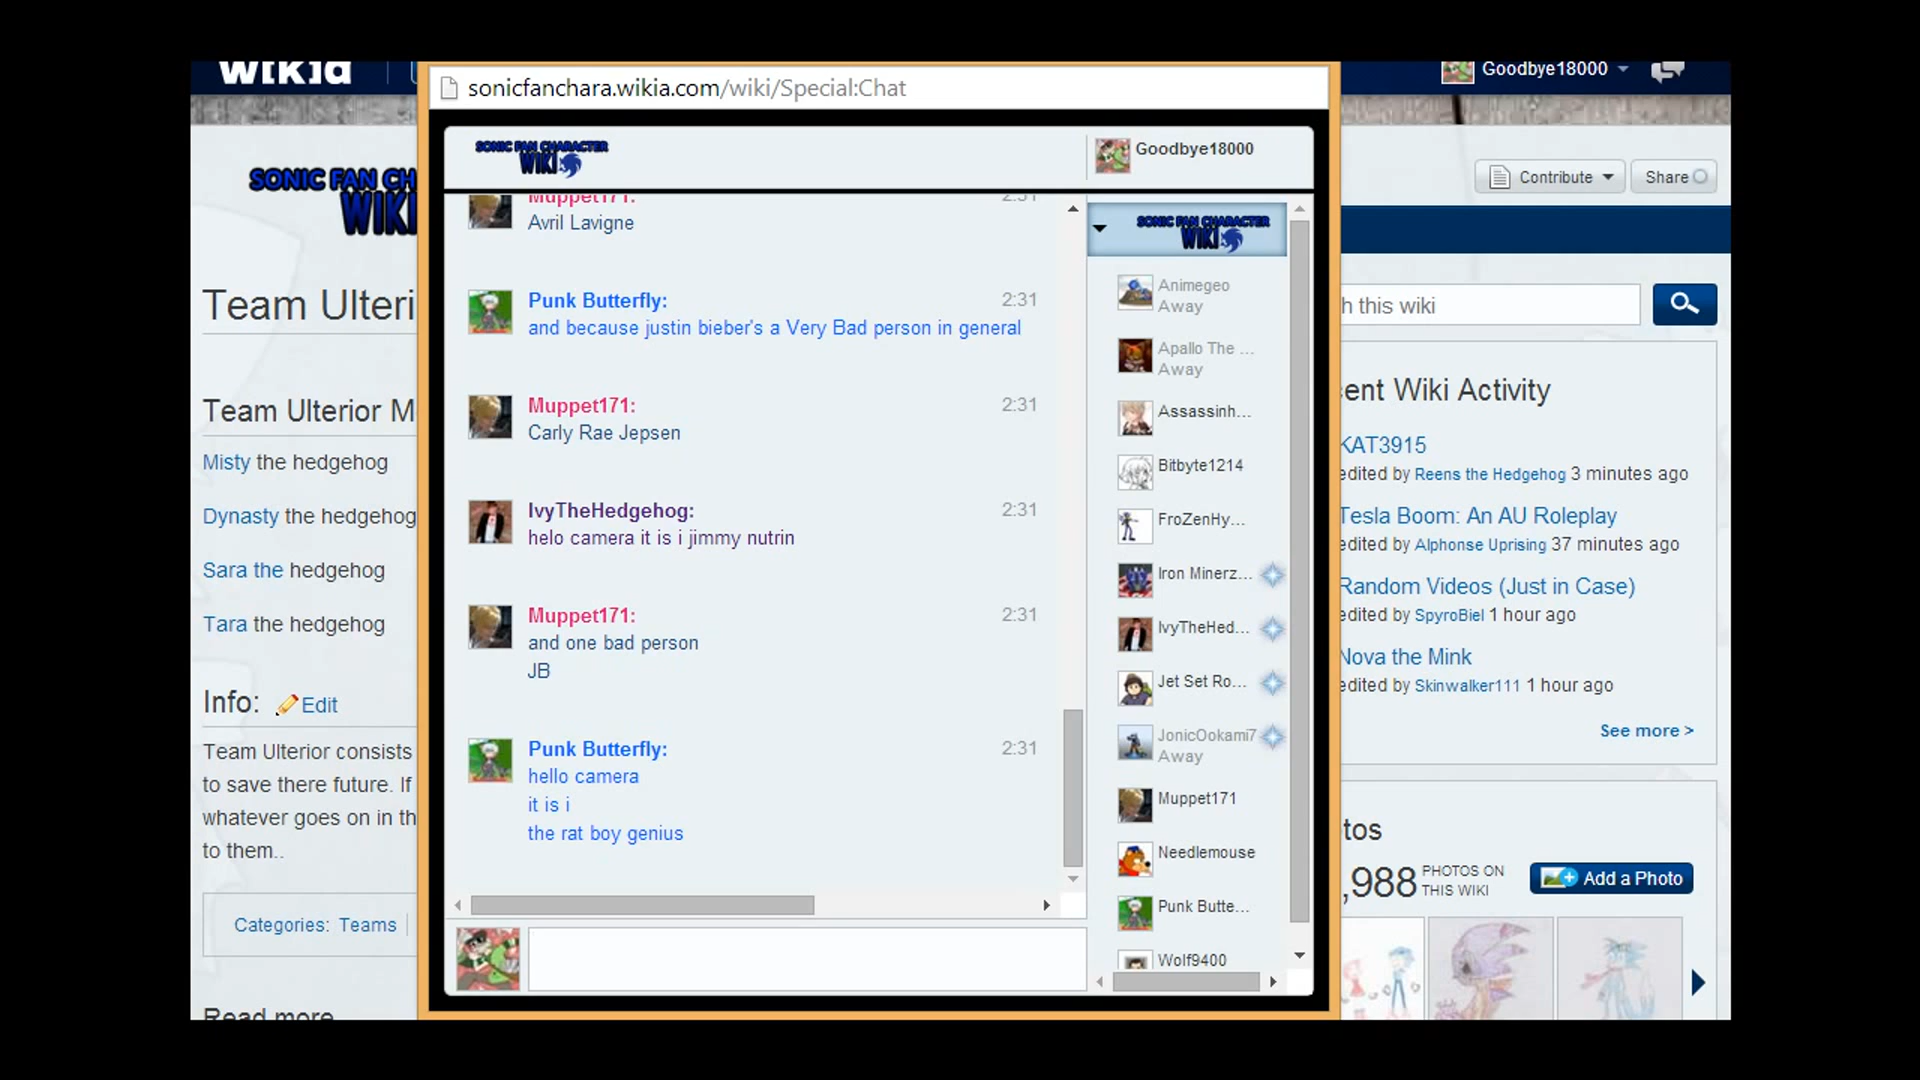 wikia
Goodbye18000
sonicfanchara.wikia.com/wiki/Special:Chat
SONIC FAN CHARACTER
WIKI
Goodbye18000
SONIC FAN CH
WIKI
Contribute
Share
Muppet171:
2:31
Avril Lavigne
SONIC FAN CHARACTER
WIKI
Punk Butterfly:
2:31
and because justin bieber's a Very Bad person in general
Muppet171:
2:31
Carly Rae Jepsen
IvyTheHedgehog:
2:31
helo camera it is i jimmy nutrin
Muppet171:
2:31
and one bad person
JB
Punk Butterfly:
2:31
hello camera
it is i
the rat boy genius
Animegeo
Away
Apallo The ...
Away
Assassinh...
Bitbyte1214
FroZenHy...
Iron Minerz...
IvyTheHed...
Jet Set Ro...
JonicOokami7
Away
Muppet171
Needlemouse
Punk Butte...
Wolf9400
Team Ulteri
Team Ulterior M
Misty the hedgehog
Dynasty the hedgehog
Sara the hedgehog
Tara the hedgehog
Info:
Edit
Team Ulterior consists
to save there future. If
whatever goes on in th
to them..
Categories: Teams
Read more
h this wiki
ent Wiki Activity
KAT3915
edited by Reens the Hedgehog 3 minutes ago
Tesla Boom: An AU Roleplay
edited by Alphonse Uprising 37 minutes ago
Random Videos (Just in Case)
edited by SpyroBiel 1 hour ago
Nova the Mink
edited by Skinwalker111 1 hour ago
See more >
tos
,988
PHOTOS ON
THIS WIKI
Add a Photo